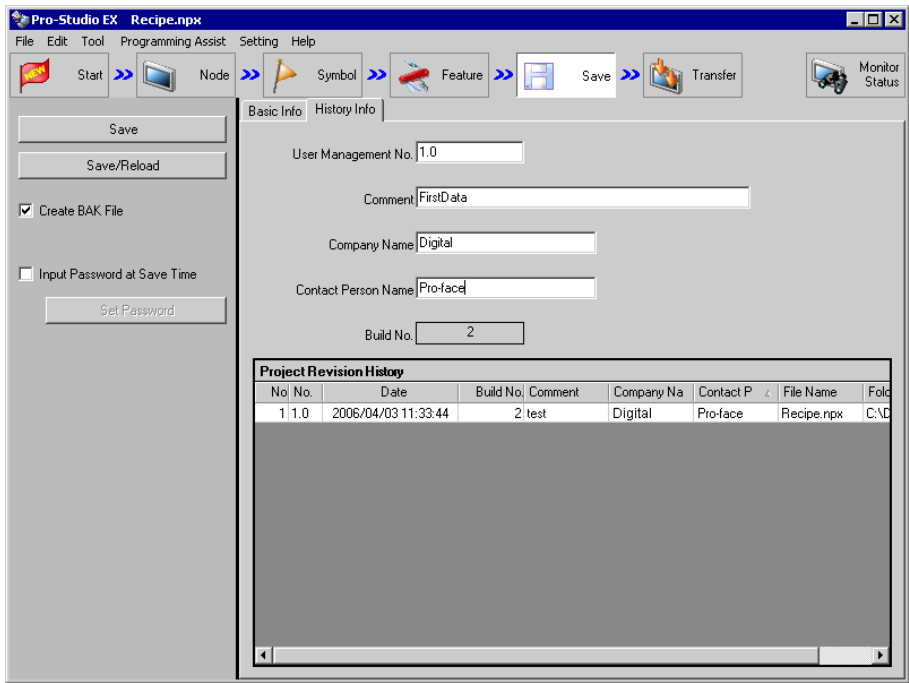 Pro-Studio EX    Recipe.npx
File Edit Tool Programming Assist Setting Help
NEW Start Node Symbol Feature Save Transfer Monitor Status
Basic Info History Info
Save
Save/Reload
Create BAK File
Input Password at Save Time
Set Password
User Management No. 1.0
Comment FirstData
Company Name Digital
Contact Person Name Pro-face
Build No. 2
Project Revision History
No No. Date Build No. Comment Company Na Contact P File Name Fold
1 1.0 2006/04/03 11:33:44 2 test Digital Pro-face Recipe.npx C:\D